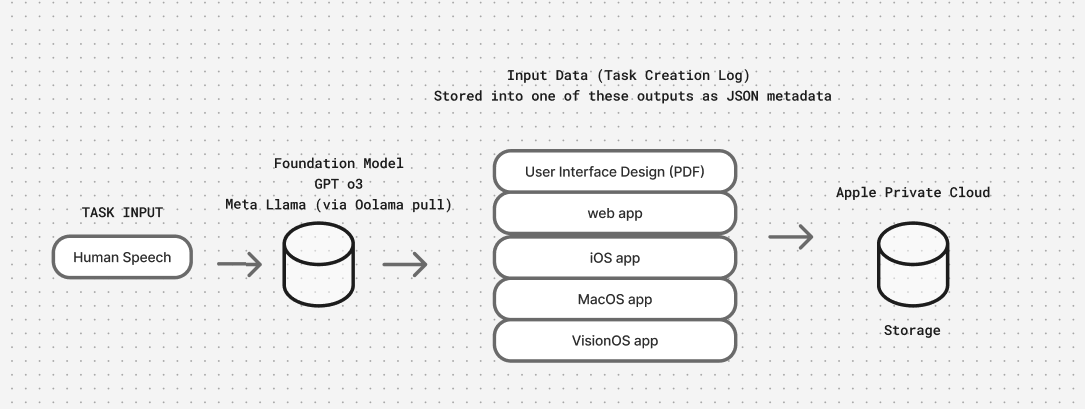 Input Data (Task Creation Log)
Stored into one of these outputs as JSON metadata
Foundation Model
GPT o3
Meta Llama (via Oolama pull)
TASK INPUT
Human Speech
User Interface Design (PDF)
web app
iOS app
MacOS app
VisionOS app
Apple Private Cloud
Storage